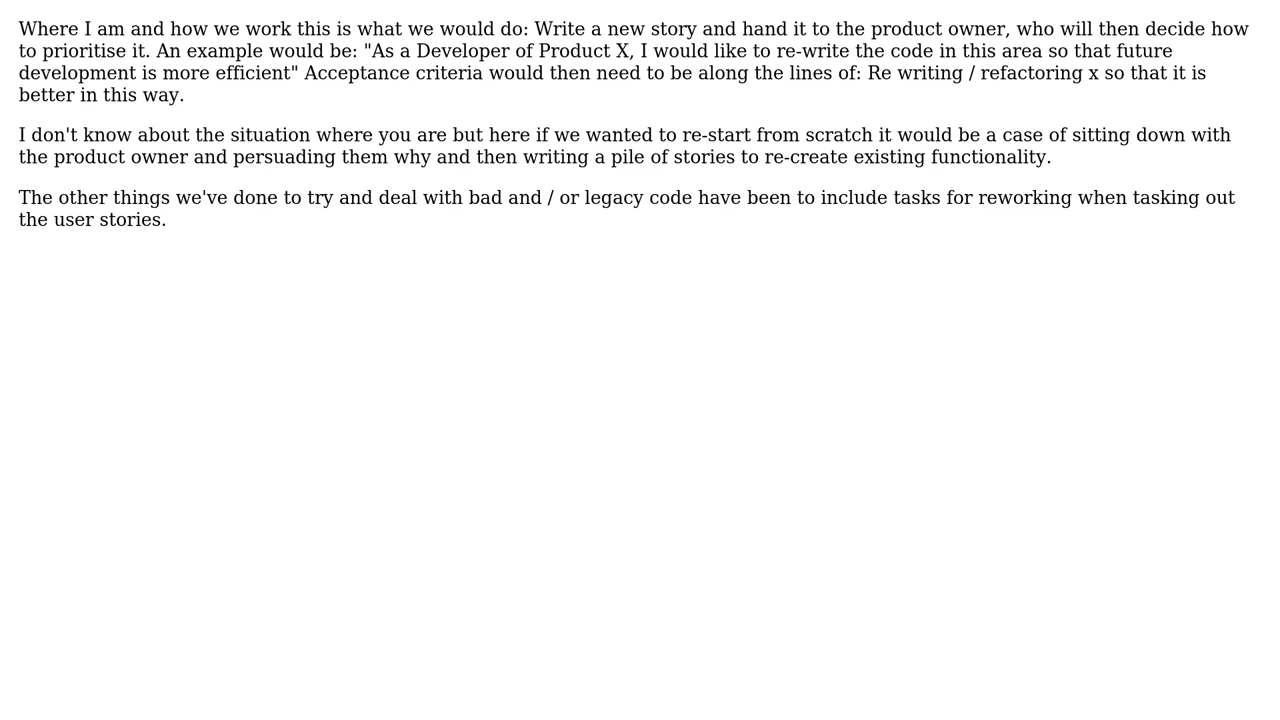 Where I am and how we work this is what we would do: Write a new story and hand it to the product owner, who will then decide how
to prioritise it. An example would be: "As a Developer of Product X, I would like to re-write the code in this area so that future
development is more efficient" Acceptance criteria would then need to be along the lines of: Re writing / refactoring x so that it is
better in this way.
I don't know about the situation where you are but here if we wanted to re-start from scratch it would be a case of sitting down with
the product owner and persuading them why and then writing a pile of stories to re-create existing functionality.
The other things we've done to try and deal with bad and / or legacy code have been to include tasks for reworking when tasking out
the user stories.